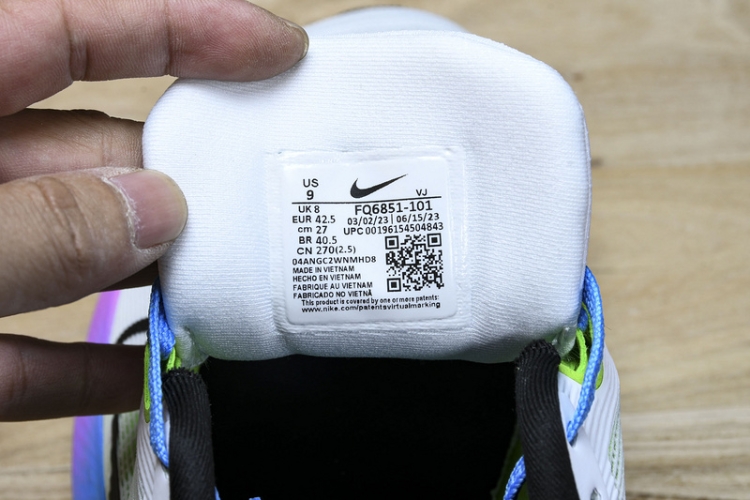 US
9
VJ
UK 8
FQ6851-101
EUR 42.5
03/02/23 | 06/15/23
cm 27
UPC 00196154504843
BR 40.5
CN 270(2.5)
04ANGC2WNMHD8
MADE IN VIETNAM
HECHO EN VIETNAM
FABRIQUE AU VIETNAM
FABRICADO NO VIETNÃ
This product is covered by one or more patents:
www.nike.com/patentsvirtualmarking